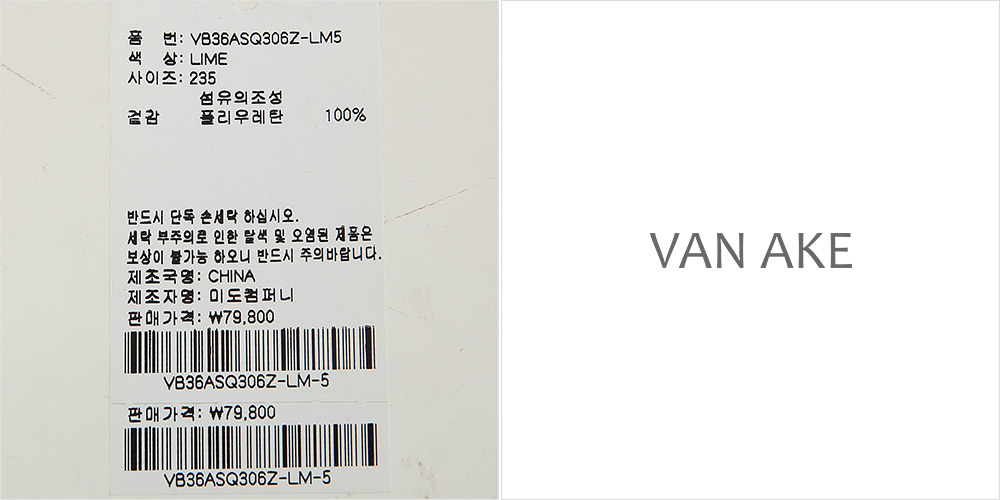 품 번: VB36ASQ306Z-LM5
색 상: LIME
사이즈: 235
섬유의조성
겉감 폴리우레탄 100%
반드시 단독 손세탁 하십시오.
세탁 부주의로 인한 탈색 및 오염된 제품은
보상이 불가능 하오니 반드시 주의바랍니다.
제조국명: CHINA
제조자명: 미도컴퍼니
판매가격: ₩79,800
VB36ASQ306Z-LM-5
판매가격: ₩79,800
VB36ASQ306Z-LM-5
VAN AKE